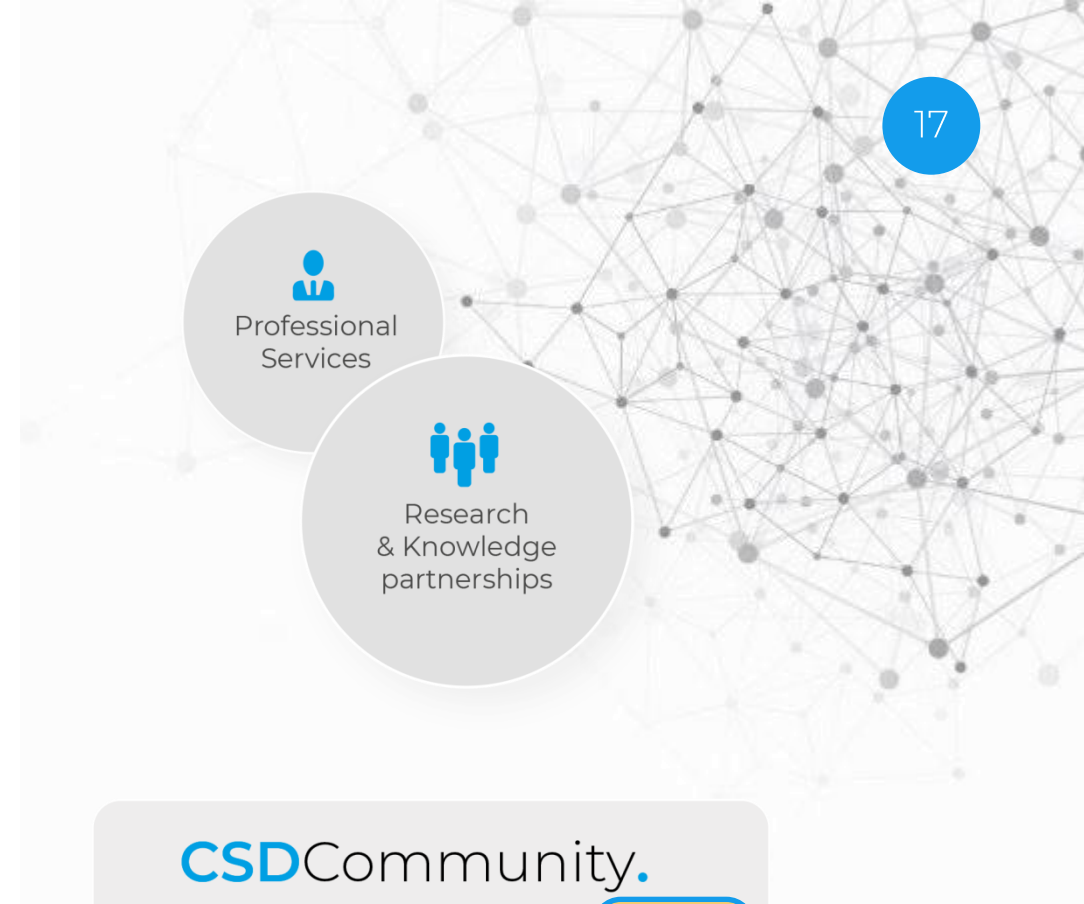 17
Professional
Services
Research
& Knowledge
partnerships
CSDCommunity.